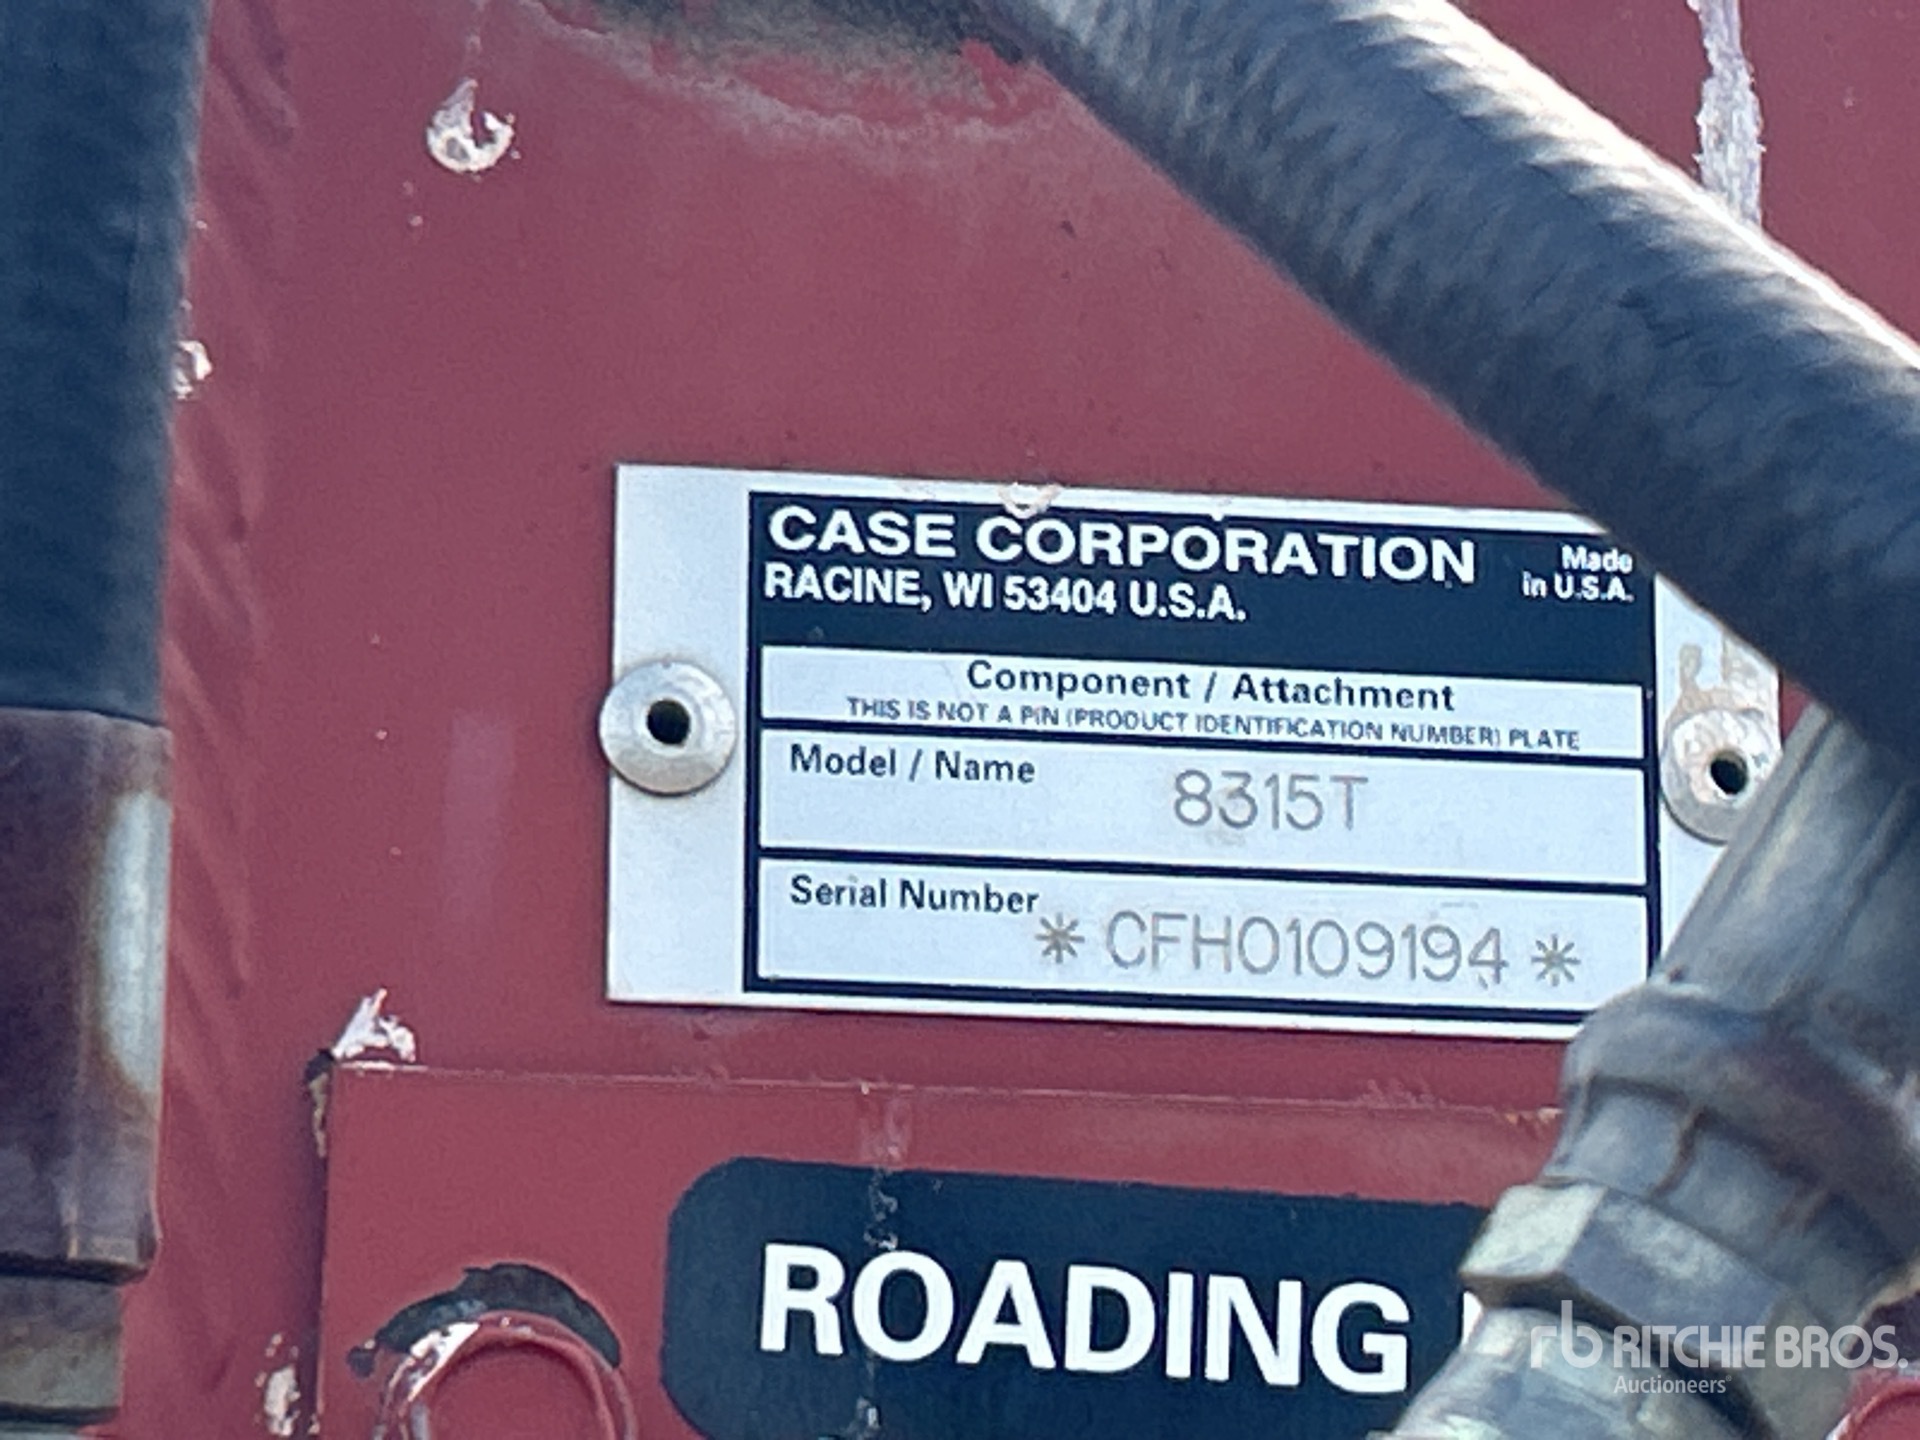 CASE CORPORATION
RACINE, WI 53404 U.S.A.
Made
in U.S.A.
Component / Attachment
THIS IS NOT A PIN (PRODUCT IDENTIFICATION NUMBER) PLATE
Model / Name 8315T
Serial Number * CFH0109194 *
ROADING
rb RITCHIE BROS.
Auctioneers